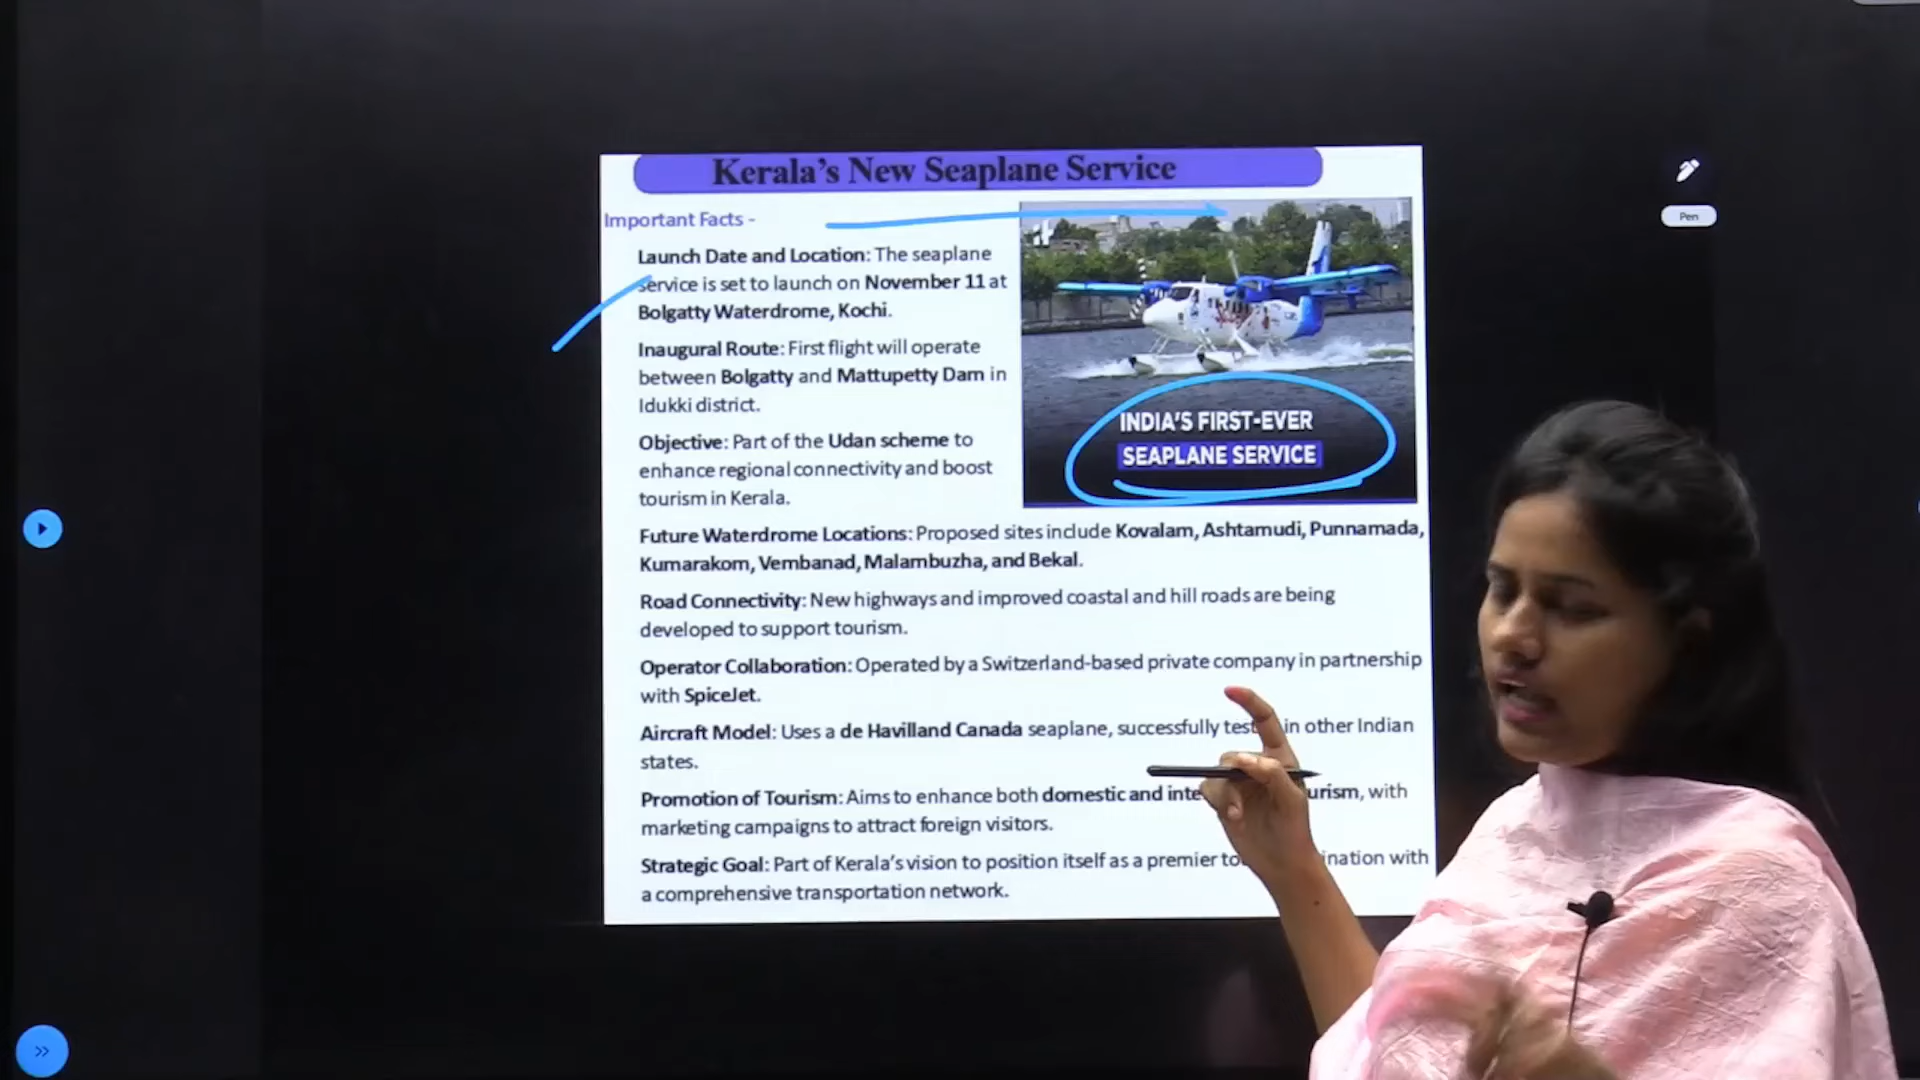 Kerala's New Seaplane Service
Important Facts -
Launch Date and Location: The seaplane
service is set to launch on November 11 at
Bolgatty Waterdrome, Kochi.
Inaugural Route: First flight will operate
between Bolgatty and Mattupetty Dam in
Idukki district.
Objective: Part of the Udan scheme to
enhance regional connectivity and boost
tourism in Kerala.
INDIA'S FIRST-EVER
SEAPLANE SERVICE
Future Waterdrome Locations: Proposed sites include Kovalam, Ashtamudi, Punnamada,
Kumarakom, Vembanad, Malambuzha, and Bekal.
Road Connectivity: New highways and improved coastal and hill roads are being
developed to support tourism.
Operator Collaboration: Operated by a Switzerland-based private company in partnership
with SpiceJet.
Aircraft Model: Uses a de Havilland Canada seaplane, successfully in other Indian
states.
Promotion of Tourism: Aims to enhance both domestic and with
marketing campaigns to attract foreign visitors.
Strategic Goal: Part of Kerala's vision to position itself as a premier with
a comprehensive transportation network.
Pen